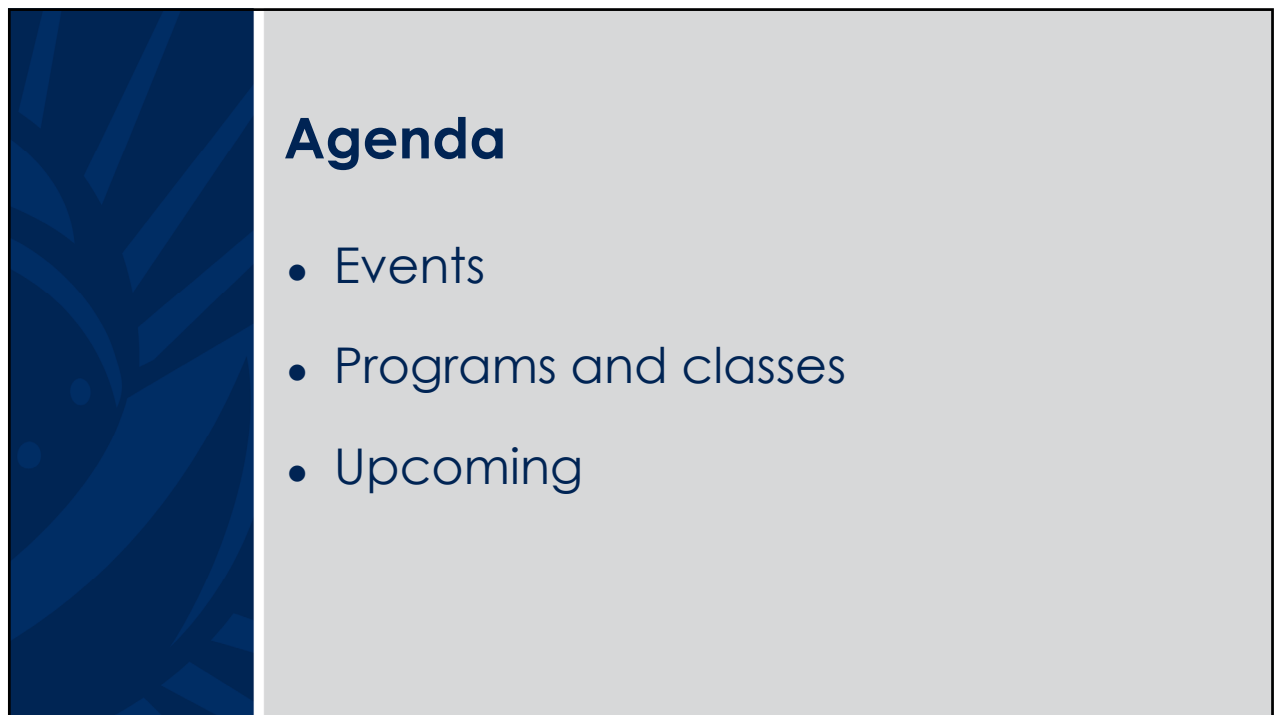 Agenda
• Events
• Programs and classes
• Upcoming